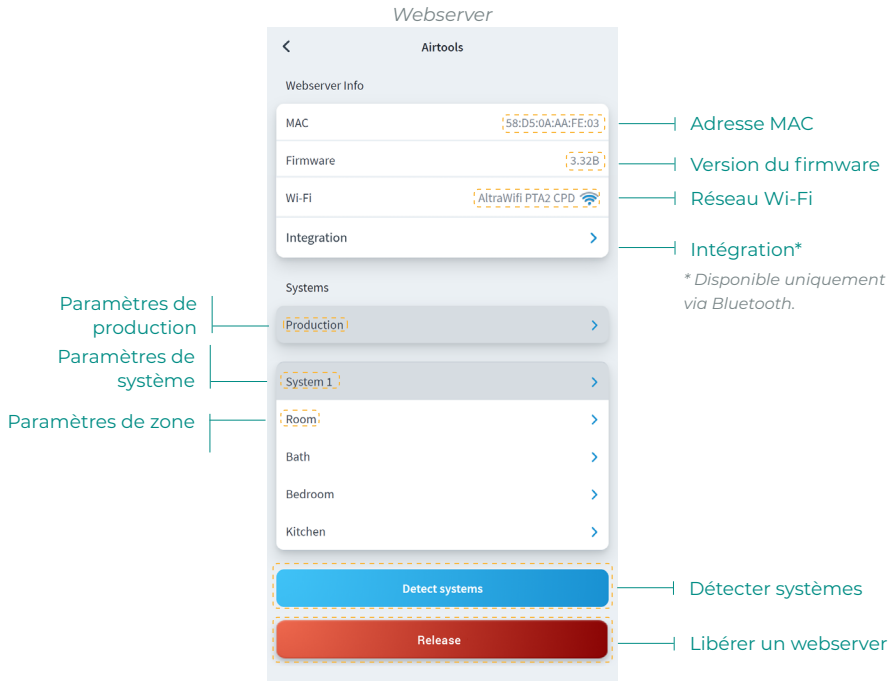 Webserver
Airtools
Webserver Info
MAC
58:D5:0A:AA:FE:03
Adresse MAC
Firmware
3.32B
Version du firmware
Wi-Fi
AltraWifi PTA2 CPD
Réseau Wi-Fi
Integration
Intégration*
* Disponible uniquement
via Bluetooth.
Systems
Paramètres de
production
Production
Paramètres de
système
System 1
Paramètres de zone
Room
Bath
Bedroom
Kitchen
Detect systems
Détecter systèmes
Release
Libérer un webserver